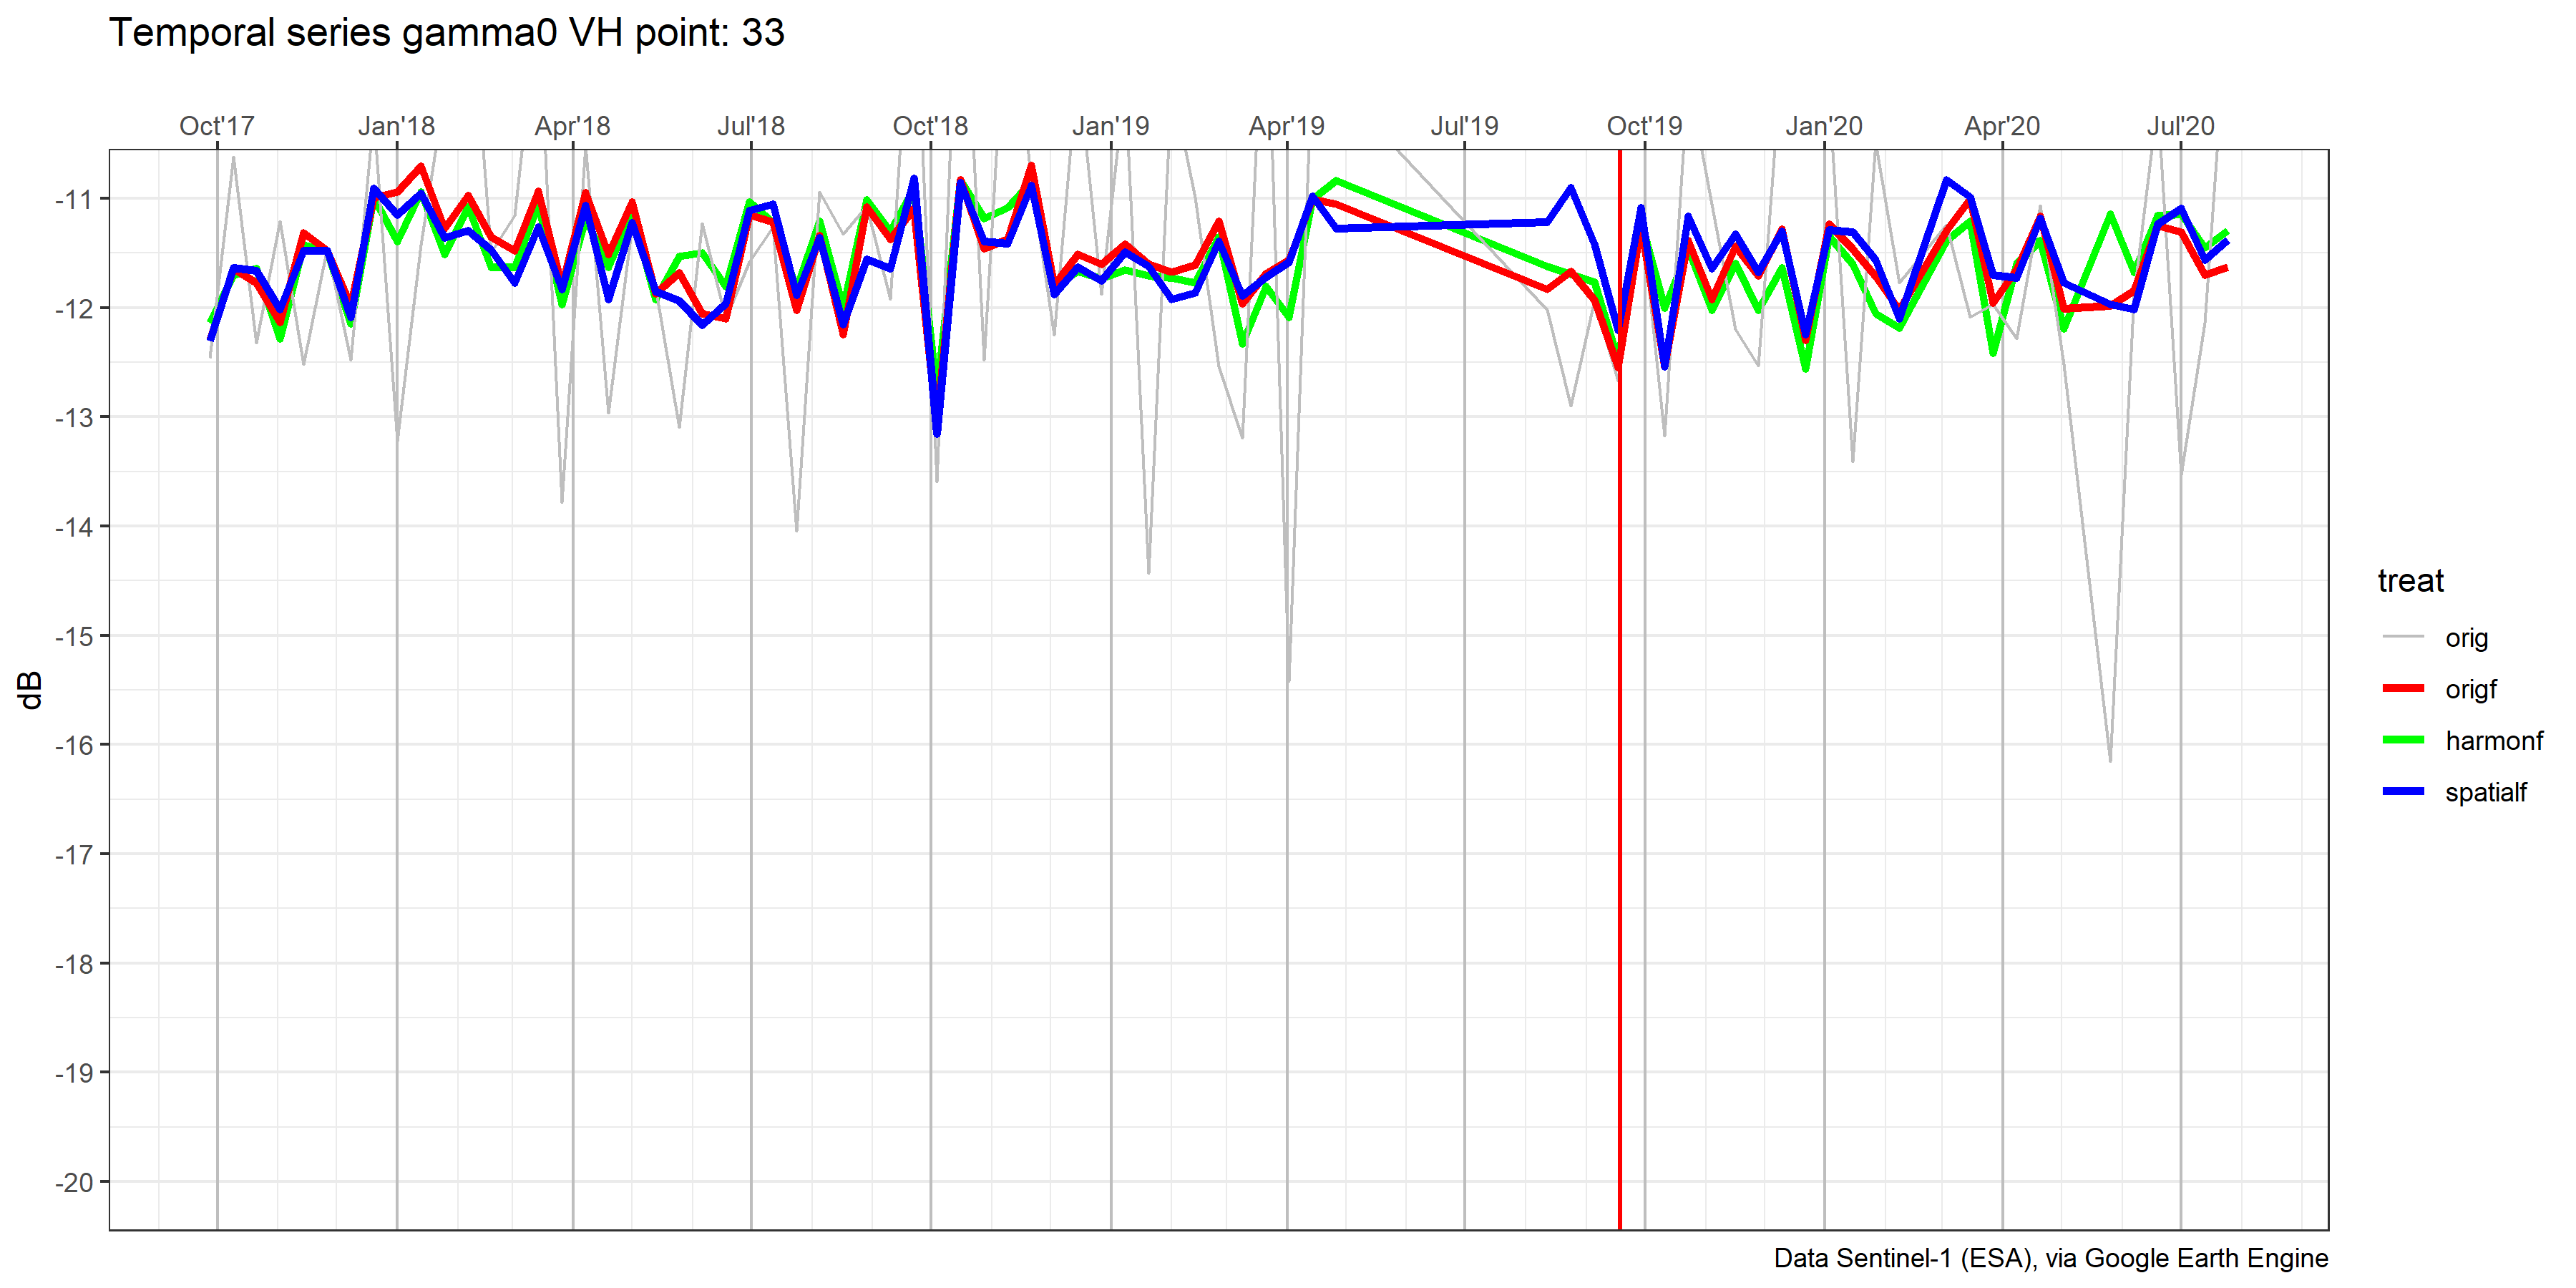 Temporal series gamma0 VH point: 33
Oct'17 Jan'18 Apr'18 Jul'18 Oct'18 Jan'19 Apr'19 Jul'19 Oct'19 Jan'20 Apr'20 Jul'20
-11
-12
-13
-14
-15
-16
-17
-18
-19
-20
dB
treat
orig
origf
harmonf
spatialf
Data Sentinel-1 (ESA), via Google Earth Engine